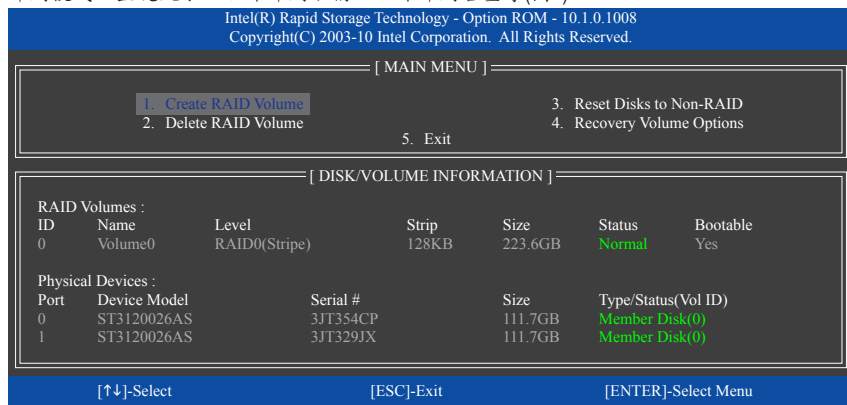 Intel(R) Rapid Storage Technology - Option ROM - 10.1.0.1008
Copyright(C) 2003-10 Intel Corporation. All Rights Reserved.
[ MAIN MENU ]
1. Create RAID Volume
3. Reset Disks to Non-RAID
2. Delete RAID Volume
4. Recovery Volume Options
5. Exit
[ DISK/VOLUME INFORMATION ]
RAID Volumes :
ID Name Level Strip Size Status Bootable
0 Volume0 RAID0(Stripe) 128KB 223.6GB Normal Yes
Physical Devices :
Port Device Model Serial # Size Type/Status(Vol ID)
0 ST3120026AS 3JT354CP 111.7GB Member Disk(0)
1 ST3120026AS 3JT329JX 111.7GB Member Disk(0)
[↑↓]-Select [ESC]-Exit [ENTER]-Select Menu